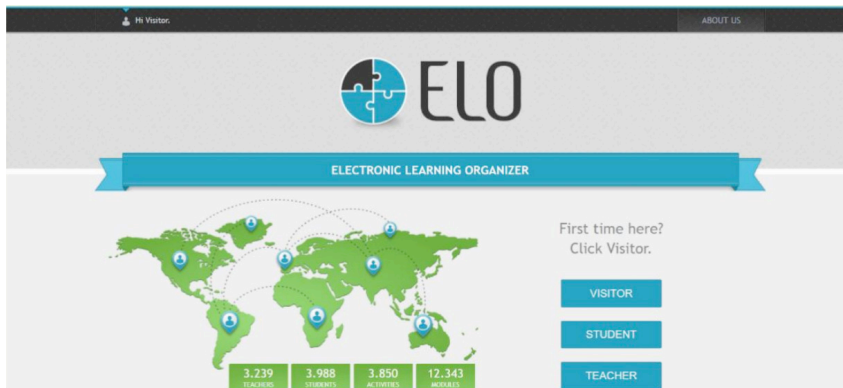 Hi Visitor.
ABOUT US
ELO
ELECTRONIC LEARNING ORGANIZER
First time here?
Click Visitor.
VISITOR
STUDENT
TEACHER
3.239 3.988 3.850 12.343
TEACHERS STUDENTS ACTIVITIES MODULES